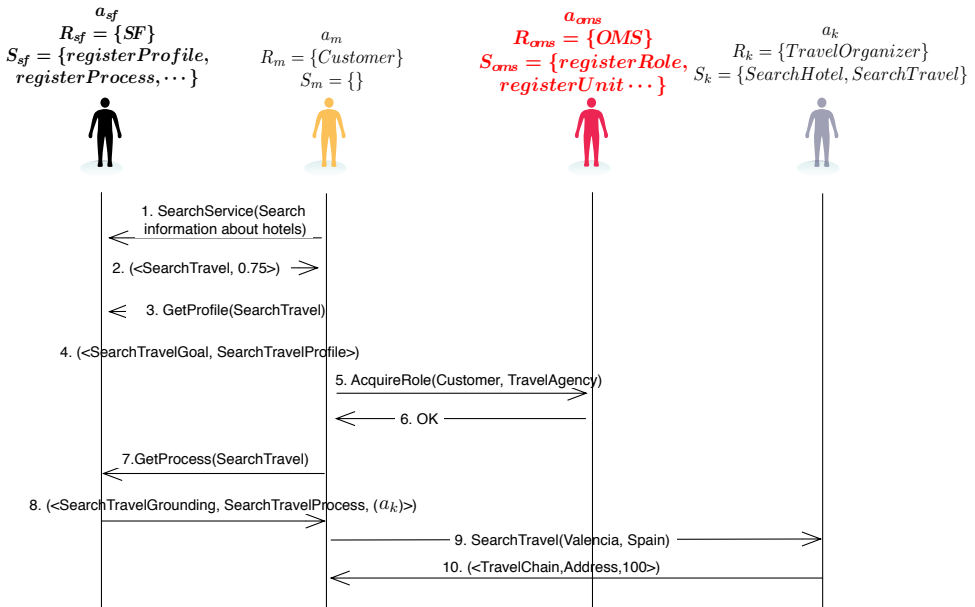 a_sf
R_sf = {SF}
S_sf = {registerProfile,
registerProcess, ···}
a_m
R_m = {Customer}
S_m = {}
a_oms
R_oms = {OMS}
S_oms = {registerRole,
registerUnit ···}
a_k
R_k = {TravelOrganizer}
S_k = {SearchHotel, SearchTravel}
1. SearchService(Search
information about hotels)
2. (<SearchTravel, 0.75>)
3. GetProfile(SearchTravel)
4. (<SearchTravelGoal, SearchTravelProfile>)
5. AcquireRole(Customer, TravelAgency)
6. OK
7.GetProcess(SearchTravel)
8. (<SearchTravelGrounding, SearchTravelProcess, (a_k)>)
9. SearchTravel(Valencia, Spain)
10. (<TravelChain,Address,100>)